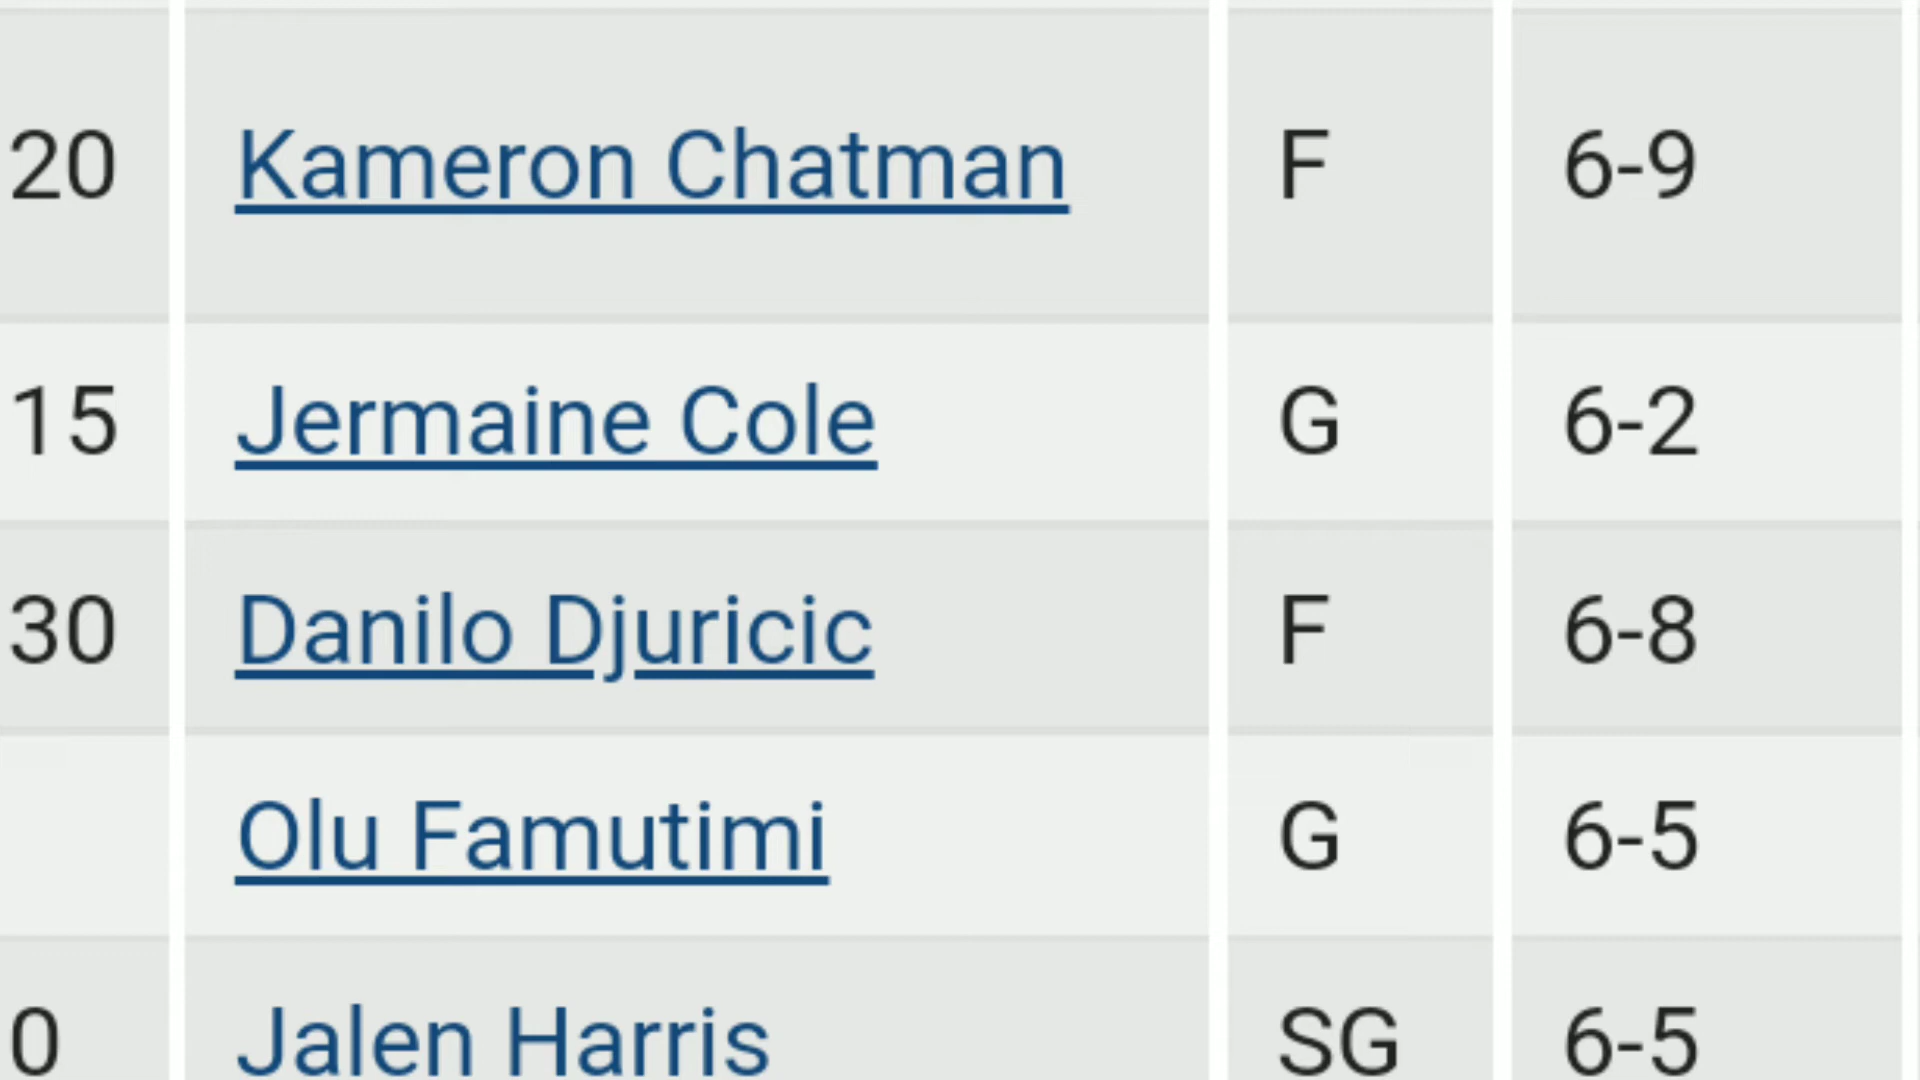 20 Kameron Chatman F 6-9
15 Jermaine Cole G 6-2
30 Danilo Djuricic F 6-8
Olu Famutimi G 6-5
0 Jalen Harris SG 6-5